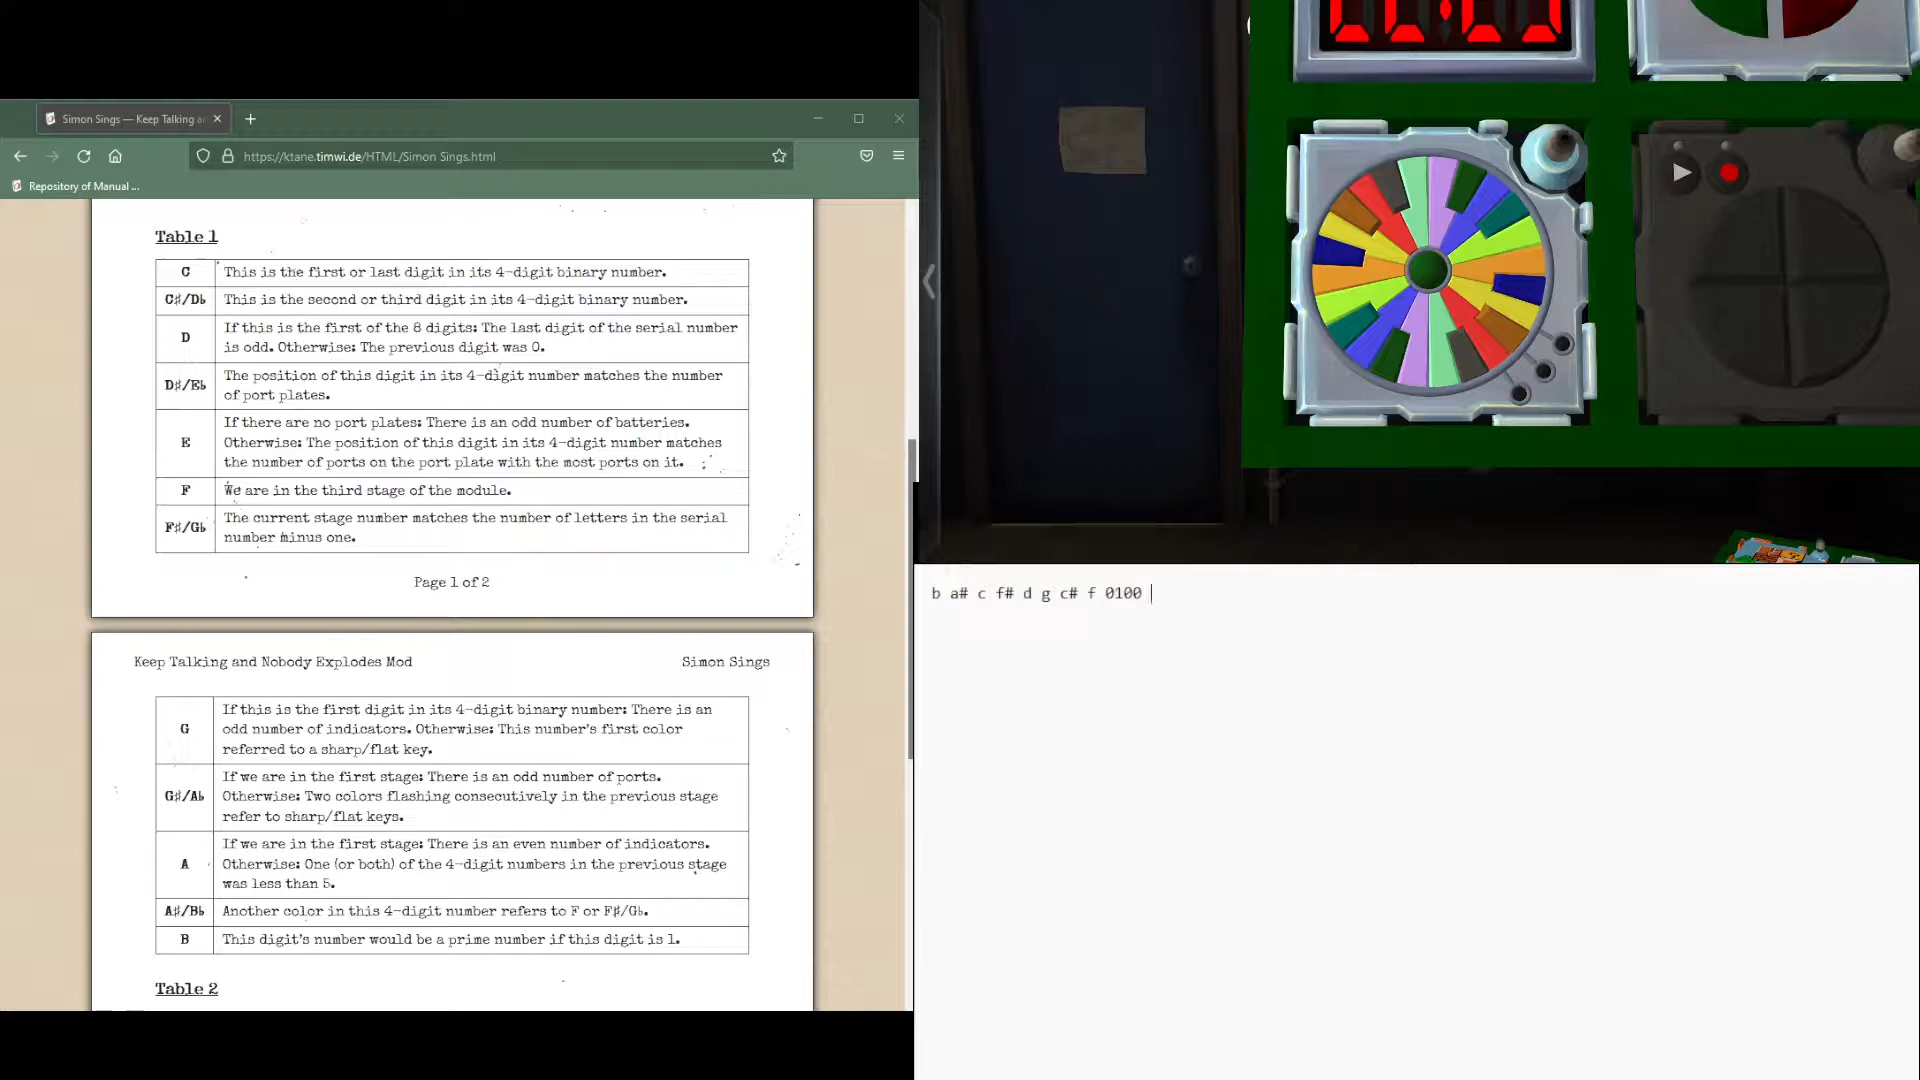 Simon Sings — Keep Talking a
https://ktane.timwi.de/HTML/Simon Sings.html
Repository of Manual ...
Table 1
C This is the first or last digit in its 4-digit binary number.
C♯/D♭ This is the second or third digit in its 4-digit binary number.
D If this is the first of the 8 digits: The last digit of the serial number
is odd. Otherwise: The previous digit was 0.
D♯/E♭ The position of this digit in its 4-digit number matches the number
of port plates.
E If there are no port plates: There is an odd number of batteries.
Otherwise: The position of this digit in its 4-digit number matches
the number of ports on the port plate with the most ports on it.
F We are in the third stage of the module.
F♯/G♭ The current stage number matches the number of letters in the serial
number minus one.
Page 1 of 2
Keep Talking and Nobody Explodes Mod Simon Sings
G If this is the first digit in its 4-digit binary number: There is an
odd number of indicators. Otherwise: This number's first color
referred to a sharp/flat key.
G♯/A♭ If we are in the first stage: There is an odd number of ports.
Otherwise: Two colors flashing consecutively in the previous stage
refer to sharp/flat keys.
A If we are in the first stage: There is an even number of indicators.
Otherwise: One (or both) of the 4-digit numbers in the previous stage
was less than 5.
A♯/B♭ Another color in this 4-digit number refers to F or F♯/G♭.
B This digit's number would be a prime number if this digit is 1.
Table 2
b a# c f# d g c# f 0100